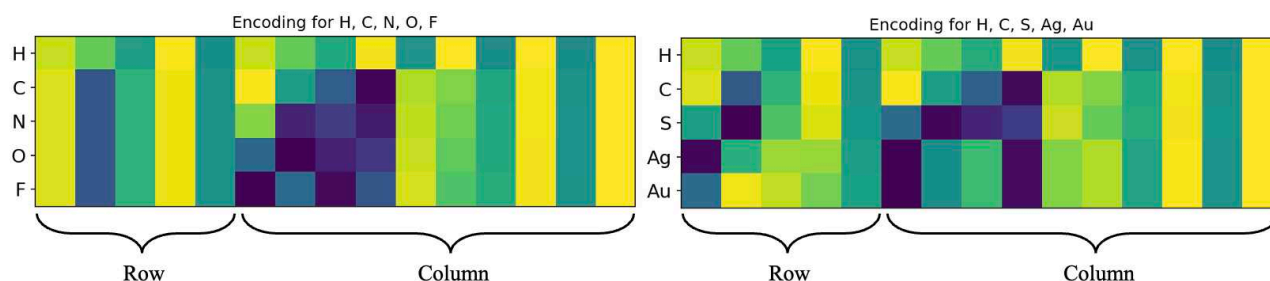 Encoding for H, C, N, O, F
H
C
N
O
F
Row
Column
Encoding for H, C, S, Ag, Au
H
C
S
Ag
Au
Row
Column